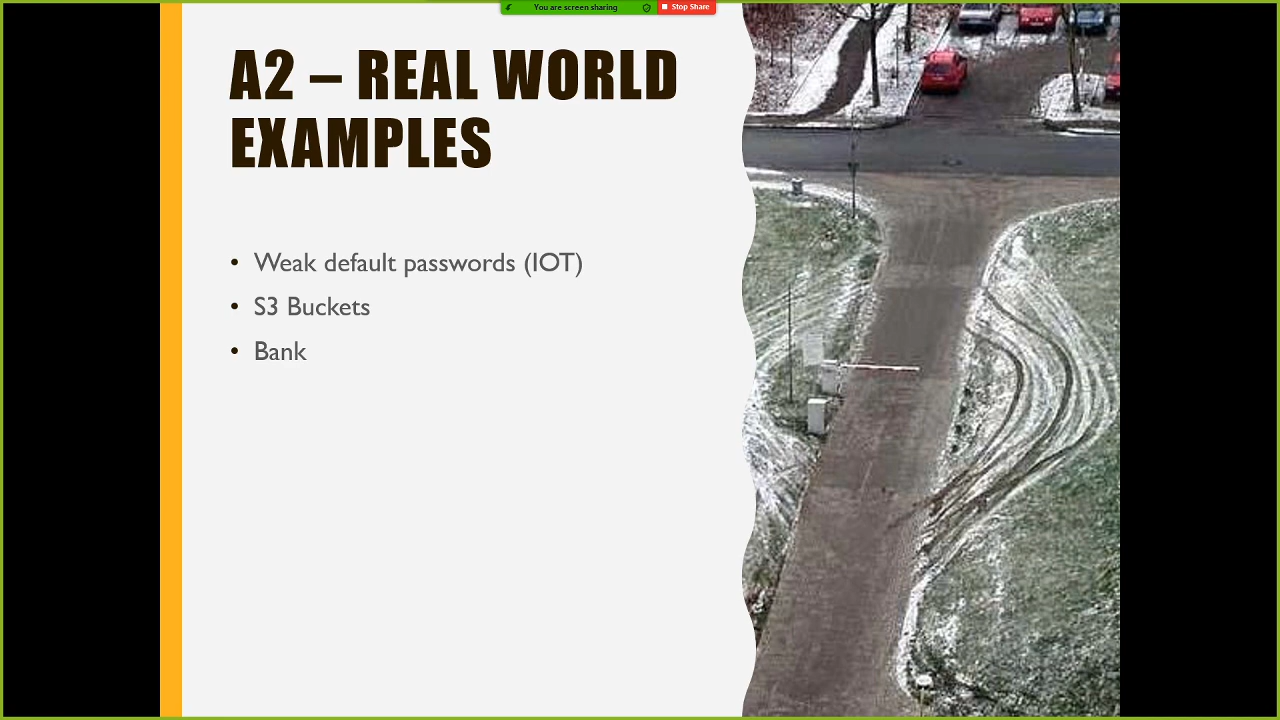 You are screen sharing
Stop Share
A2 – REAL WORLD
EXAMPLES
• Weak default passwords (IOT)
• S3 Buckets
• Bank